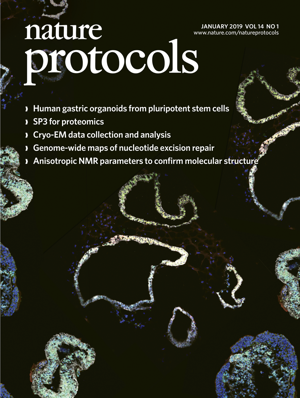 JANUARY 2019 VOL 14 NO 1
www.nature.com/natureprotocols
nature
protocols
Human gastric organoids from pluripotent stem cells
SP3 for proteomics
Cryo-EM data collection and analysis
Genome-wide maps of nucleotide excision repair
Anisotropic NMR parameters to confirm molecular structure